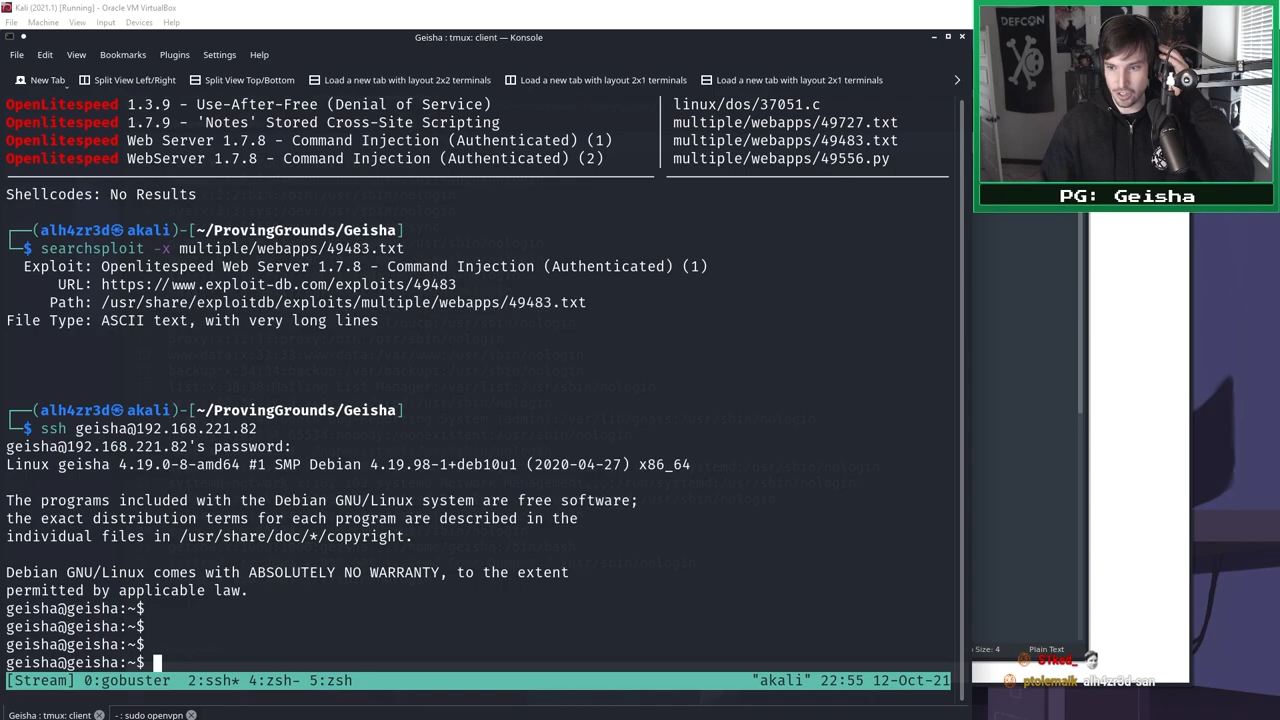 Kali (2021.1) [Running] - Oracle VM VirtualBox
File Machine View Input Devices Help
Geisha : tmux: client — Konsole
File Edit View Bookmarks Plugins Settings Help
New Tab Split View Left/Right Split View Top/Bottom Load a new tab with layout 2x2 terminals Load a new tab with layout 2x1 terminals Load a new tab with layout 2x1 terminals
OpenLitespeed 1.3.9 - Use-After-Free (Denial of Service) | linux/dos/37051.c
Openlitespeed 1.7.9 - 'Notes' Stored Cross-Site Scripting | multiple/webapps/49727.txt
Openlitespeed Web Server 1.7.8 - Command Injection (Authenticated) (1) | multiple/webapps/49483.txt
Openlitespeed WebServer 1.7.8 - Command Injection (Authenticated) (2) | multiple/webapps/49556.py
Shellcodes: No Results
┌──(alh4zr3d㉿akali)-[~/ProvingGrounds/Geisha]
└─$ searchsploit -x multiple/webapps/49483.txt
Exploit: Openlitespeed Web Server 1.7.8 - Command Injection (Authenticated) (1)
URL: https://www.exploit-db.com/exploits/49483
Path: /usr/share/exploitdb/exploits/multiple/webapps/49483.txt
File Type: ASCII text, with very long lines
┌──(alh4zr3d㉿akali)-[~/ProvingGrounds/Geisha]
└─$ ssh geisha@192.168.221.82
geisha@192.168.221.82's password:
Linux geisha 4.19.0-8-amd64 #1 SMP Debian 4.19.98-1+deb10u1 (2020-04-27) x86_64
The programs included with the Debian GNU/Linux system are free software;
the exact distribution terms for each program are described in the
individual files in /usr/share/doc/*/copyright.
Debian GNU/Linux comes with ABSOLUTELY NO WARRANTY, to the extent
permitted by applicable law.
geisha@geisha:~$
geisha@geisha:~$
geisha@geisha:~$
geisha@geisha:~$
[Stream] 0:gobuster 2:ssh* 4:zsh- 5:zsh "akali" 22:55 12-Oct-21
Geisha : tmux: client - : sudo openvpn
DEFCON
PG: Geisha
Size: 4 Plain Text
S1ked_
ptolemaik alh4zr3d-san